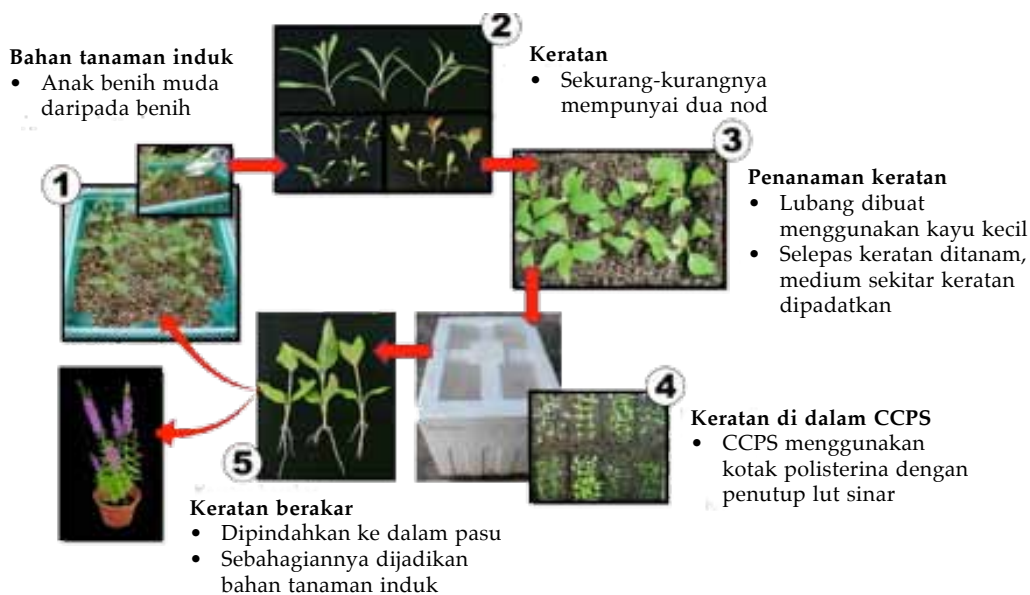 Bahan tanaman induk
• Anak benih muda
daripada benih
1
2
Keratan
• Sekurang-kurangnya
mempunyai dua nod
3
Penanaman keratan
• Lubang dibuat
menggunakan kayu kecil
• Selepas keratan ditanam,
medium sekitar keratan
dipadatkan
4
Keratan di dalam CCPS
• CCPS menggunakan
kotak polisterina dengan
penutup lut sinar
5
Keratan berakar
• Dipindahkan ke dalam pasu
• Sebahagiannya dijadikan
bahan tanaman induk